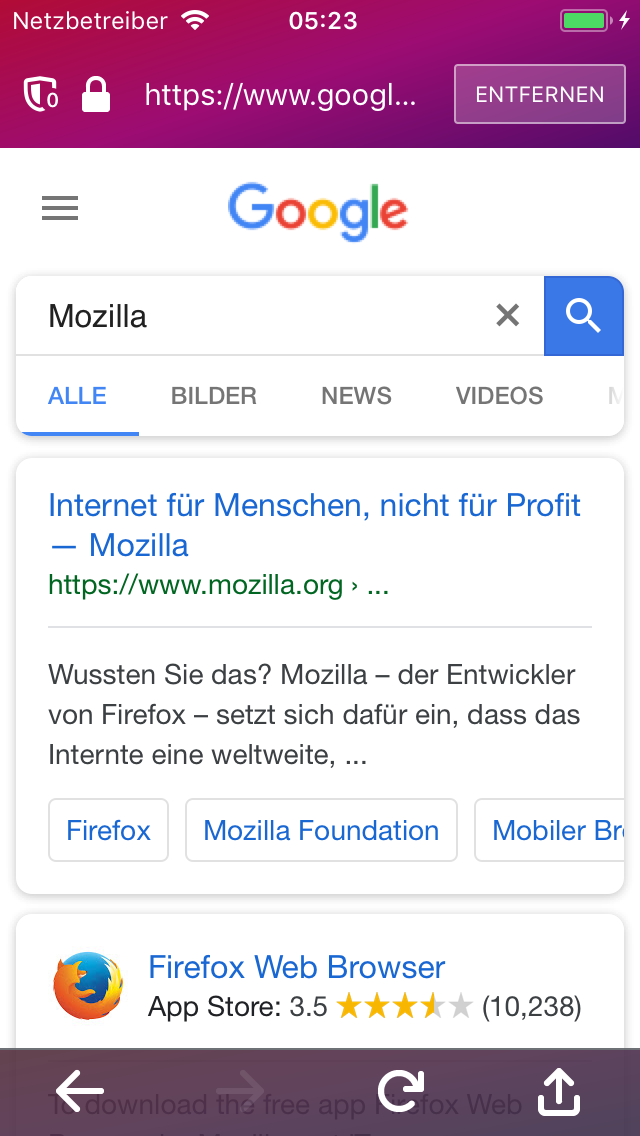 Netzbetreiber 05:23
0 https://www.googl... ENTFERNEN
Google
Mozilla
ALLE BILDER NEWS VIDEOS M
Internet für Menschen, nicht für Profit
— Mozilla
https://www.mozilla.org › ...
Wussten Sie das? Mozilla – der Entwickler
von Firefox – setzt sich dafür ein, dass das
Internte eine weltweite, ...
Firefox Mozilla Foundation Mobiler Br
Firefox Web Browser
App Store: 3.5 (10,238)
To download the free app Firefox Web